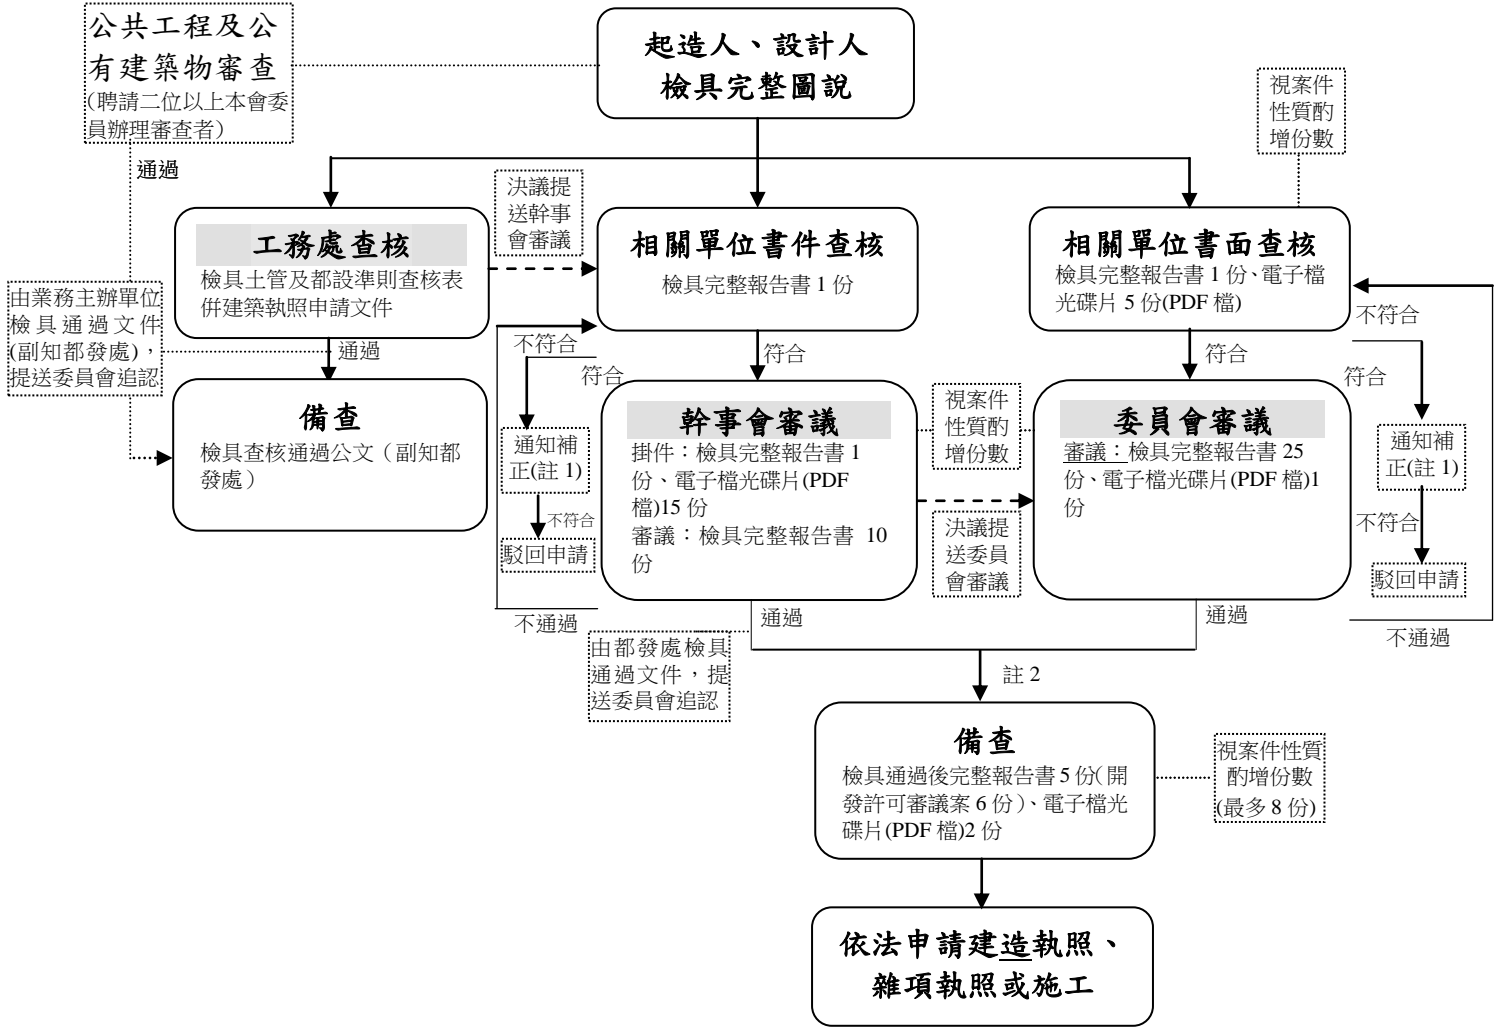 公共工程及公
有建築物審查
(聘請二位以上本會委
員辦理審查者)
起造人、設計人
檢具完整圖說
視案件
性質酌
增份數
通過
決議提
送幹事
會審議
工務處查核
檢具土管及都設準則查核表
併建築執照申請文件
相關單位書件查核
檢具完整報告書 1 份
相關單位書面查核
檢具完整報告書 1 份、電子檔
光碟片 5 份(PDF 檔)
由業務主辦單位
檢具通過文件
(副知都發處),
提送委員會追認
通過
不符合
符合
符合
符合
不符合
符合
備查
檢具查核通過公文(副知都
發處)
通知補
正(註 1)
不符合
駁回申請
不通過
幹事會審議
掛件:檢具完整報告書 1
份、電子檔光碟片(PDF
檔)15 份
審議:檢具完整報告書 10
份
視案件
性質酌
增份數
決議提
送委員
會審議
委員會審議
審議:檢具完整報告書 25
份、電子檔光碟片(PDF 檔)1
份
通知補
正(註 1)
不符合
駁回申請
不通過
通過
通過
由都發處檢具
通過文件,提
送委員會追認
註 2
備查
檢具通過後完整報告書 5 份(開
發許可審議案 6 份)、電子檔光
碟片(PDF 檔)2 份
視案件性質
酌增份數
(最多 8 份)
依法申請建造執照、
雜項執照或施工